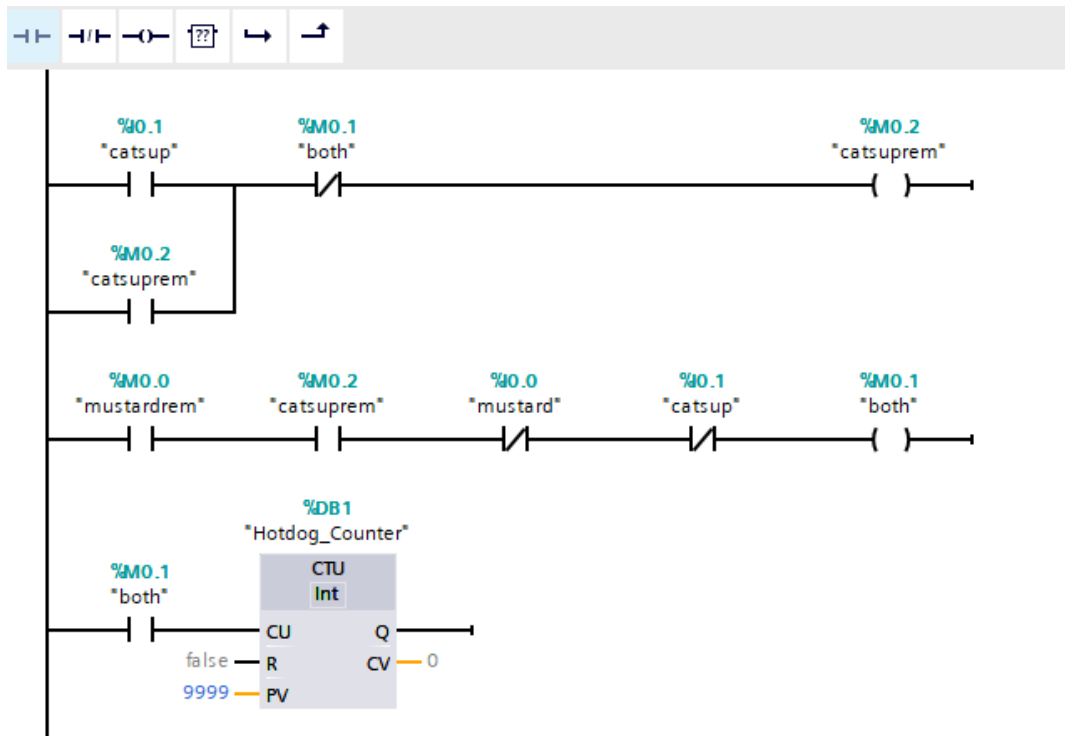 ??
%I0.1 %M0.1 %M0.2
"catsup" "both" "catsuprem"
%M0.2
"catsuprem"
%M0.0 %M0.2 %I0.0 %I0.1 %M0.1
"mustardrem" "catsuprem" "mustard" "catsup" "both"
%DB1
"Hotdog_Counter"
%M0.1 CTU
"both" Int
CU Q
false R CV 0
9999 PV